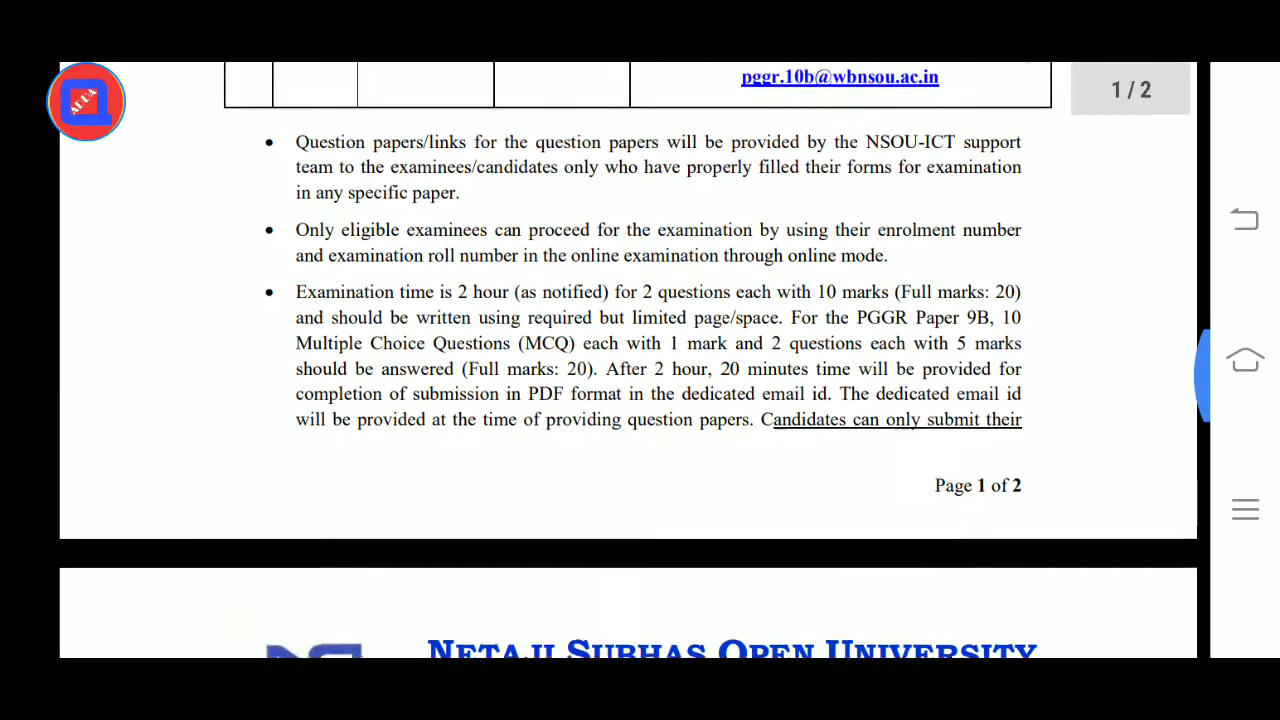 pggr.10b@wbnsou.ac.in
1 / 2
AUUA
• Question papers/links for the question papers will be provided by the NSOU-ICT support
team to the examinees/candidates only who have properly filled their forms for examination
in any specific paper.
• Only eligible examinees can proceed for the examination by using their enrolment number
and examination roll number in the online examination through online mode.
• Examination time is 2 hour (as notified) for 2 questions each with 10 marks (Full marks: 20)
and should be written using required but limited page/space. For the PGGR Paper 9B, 10
Multiple Choice Questions (MCQ) each with 1 mark and 2 questions each with 5 marks
should be answered (Full marks: 20). After 2 hour, 20 minutes time will be provided for
completion of submission in PDF format in the dedicated email id. The dedicated email id
will be provided at the time of providing question papers. Candidates can only submit their
Page 1 of 2
NETAJI SUBHAS OPEN UNIVERSITY